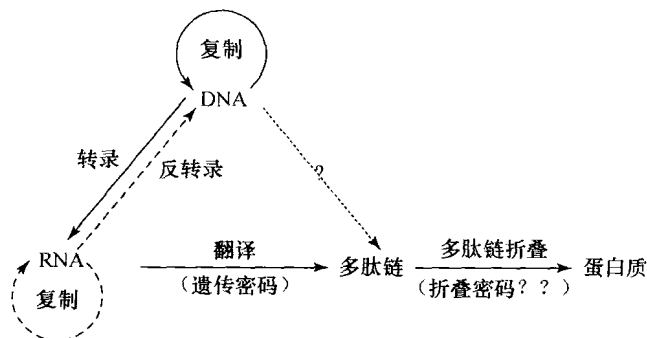 复制
DNA
转录
反转录
?
RNA
复制
翻译
（遗传密码）
多肽链
多肽链折叠
（折叠密码？？）
蛋白质